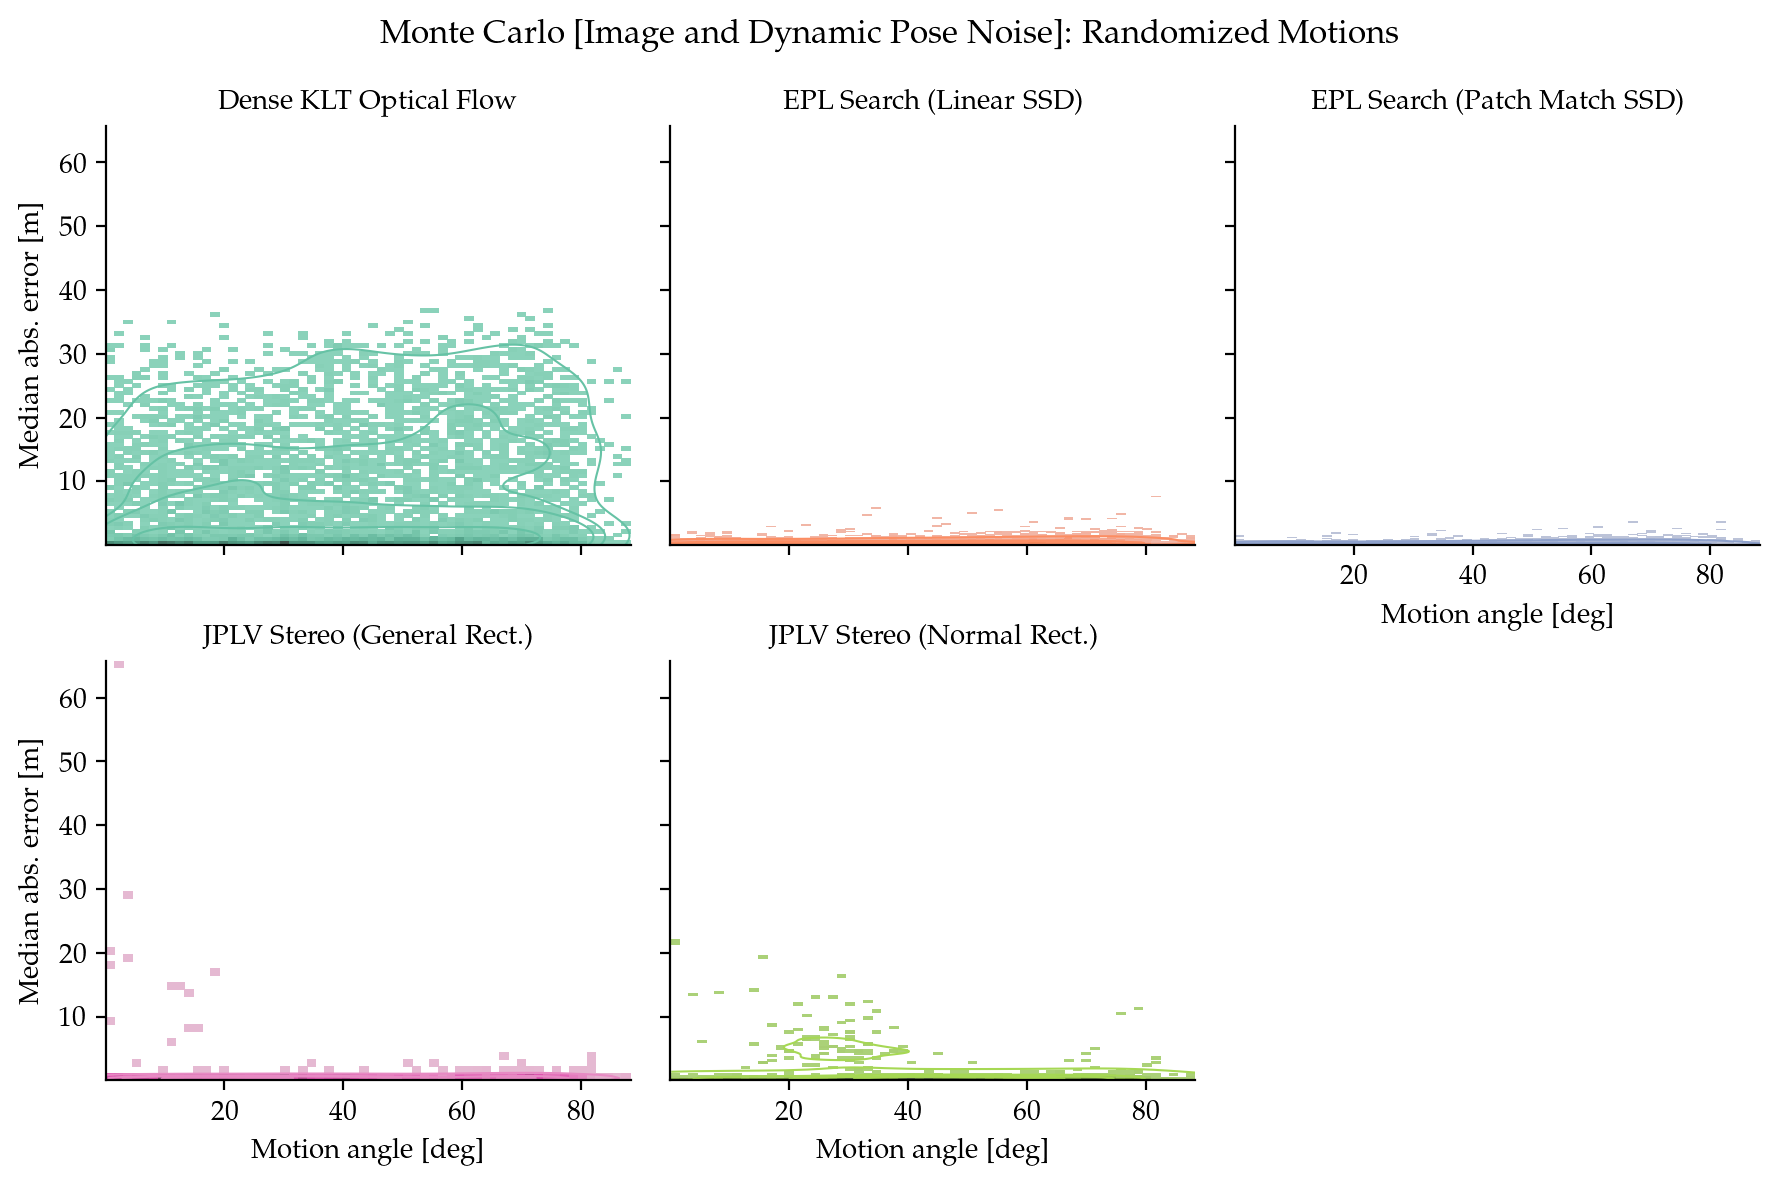 Monte Carlo [Image and Dynamic Pose Noise]: Randomized Motions
Dense KLT Optical Flow
EPL Search (Linear SSD)
EPL Search (Patch Match SSD)
Median abs. error [m]
60
50
40
30
20
10
20 40 60 80
Motion angle [deg]
JPLV Stereo (General Rect.)
JPLV Stereo (Normal Rect.)
Median abs. error [m]
60
50
40
30
20
10
20 40 60 80
Motion angle [deg]
20 40 60 80
Motion angle [deg]